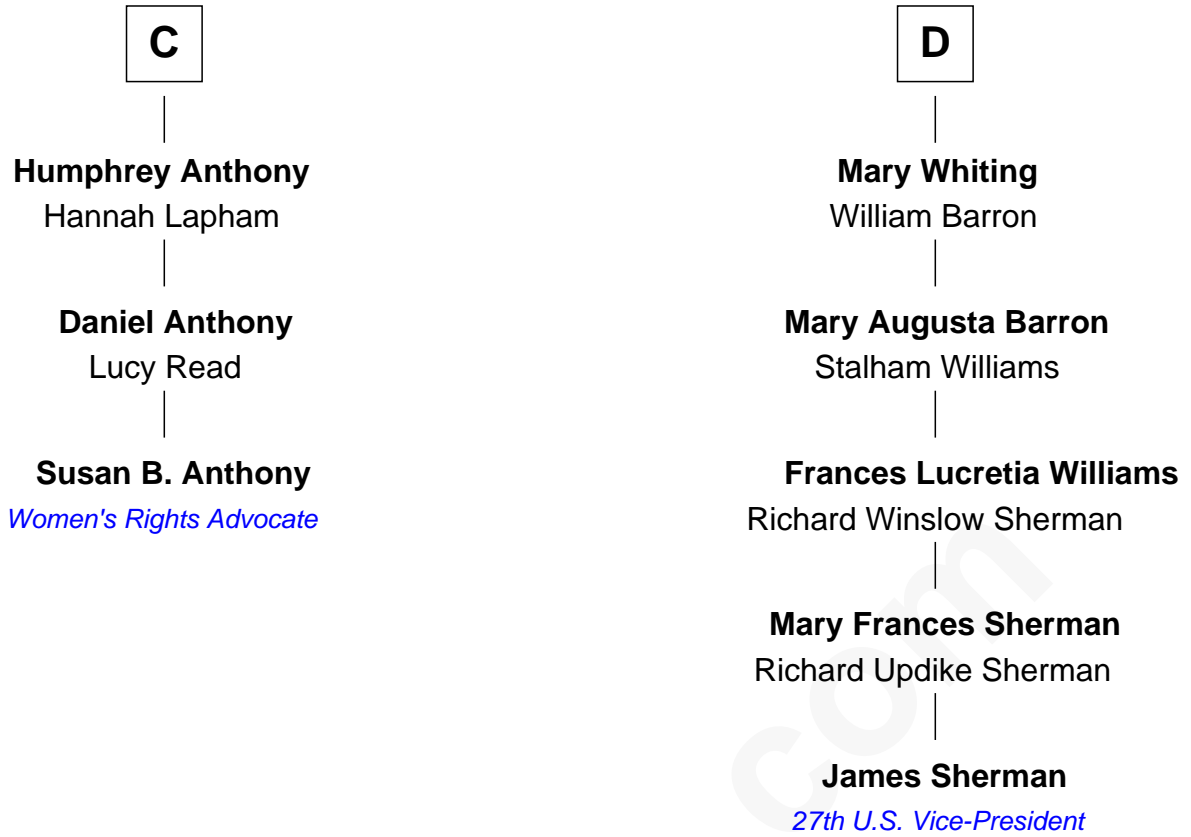 C
Humphrey Anthony
Hannah Lapham
Daniel Anthony
Lucy Read
Susan B. Anthony
Women's Rights Advocate
D
Mary Whiting
William Barron
Mary Augusta Barron
Stalham Williams
Frances Lucretia Williams
Richard Winslow Sherman
Mary Frances Sherman
Richard Updike Sherman
James Sherman
27th U.S. Vice-President
com